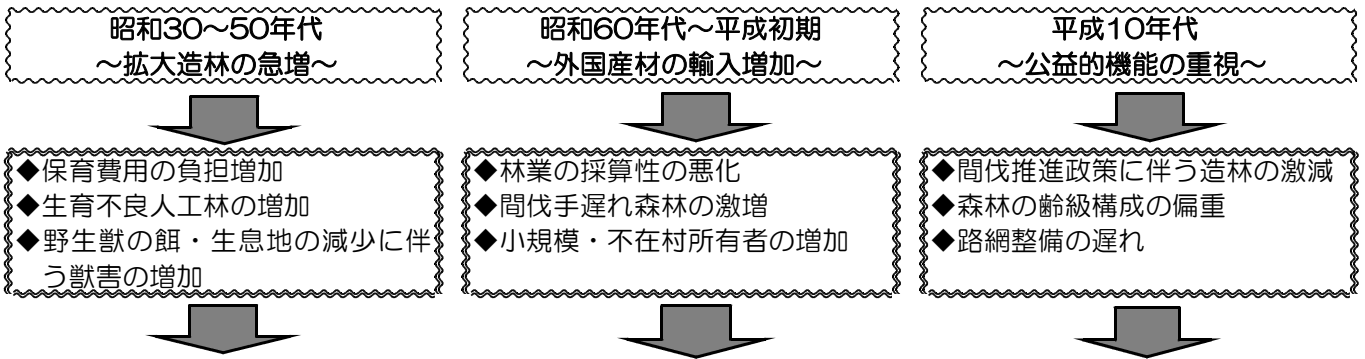 昭和30～50年代
～拡大造林の急増～
◆保育費用の負担増加
◆生育不良人工林の増加
◆野生獣の餌・生息地の減少に伴
う獣害の増加
昭和60年代～平成初期
～外国産材の輸入増加～
◆林業の採算性の悪化
◆間伐手遅れ森林の激増
◆小規模・不在村所有者の増加
平成10年代
～公益的機能の重視～
◆間伐推進政策に伴う造林の激減
◆森林の齢級構成の偏重
◆路網整備の遅れ